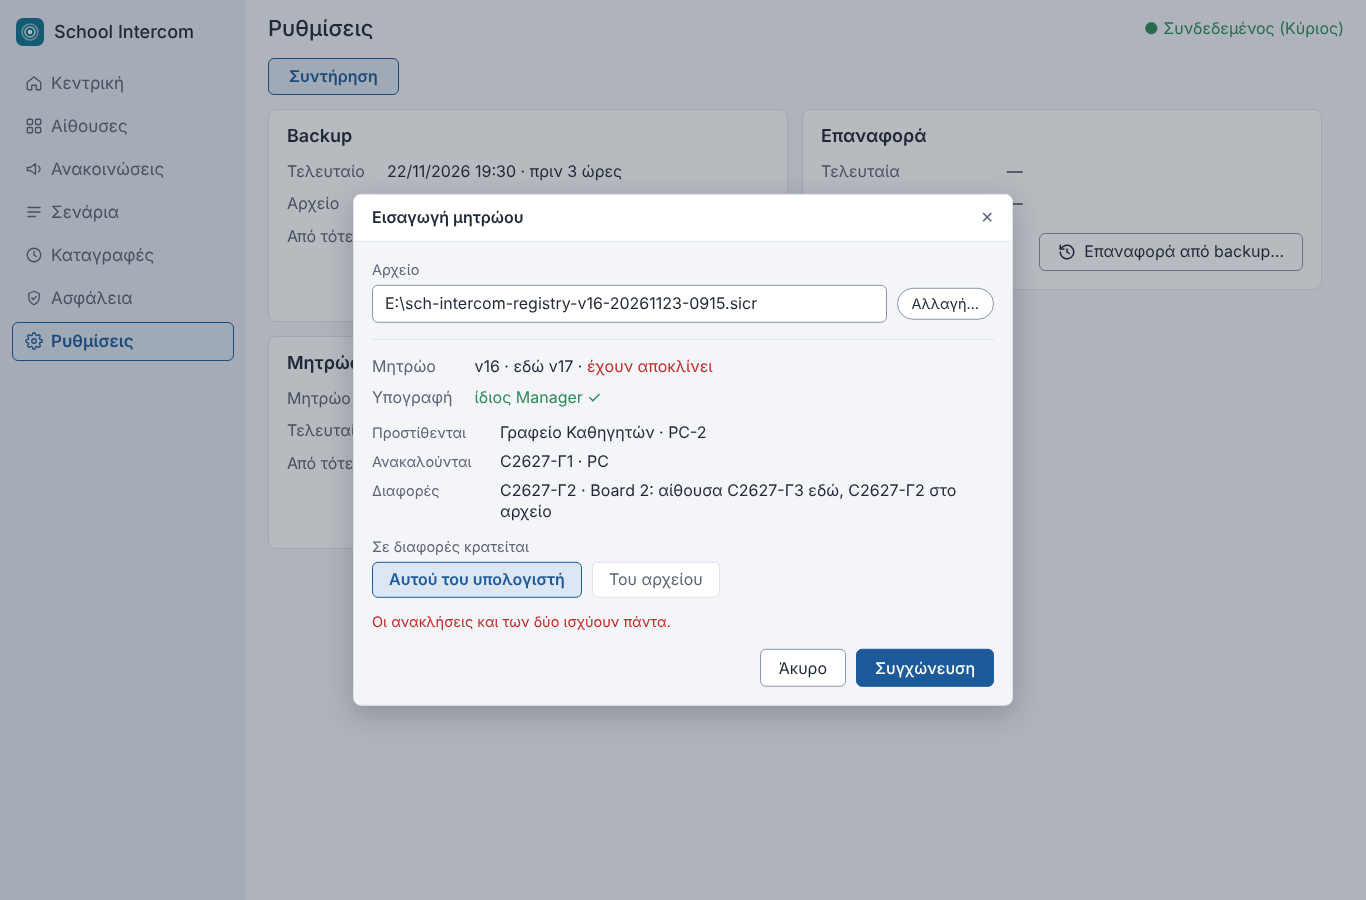 School Intercom
Κεντρική
Αίθουσες
Ανακοινώσεις
Σενάρια
Καταγραφές
Ασφάλεια
Ρυθμίσεις
Ρυθμίσεις
Συνδεδεμένος (Κύριος)
Συντήρηση
Backup
Τελευταίο 22/11/2026 19:30 · πριν 3 ώρες
Αρχείο
Από τότε
Επαναφορά
Τελευταία —
—
Επαναφορά από backup...
Μητρώο
Από τότε
Εισαγωγή μητρώου
Αρχείο
E:\sch-intercom-registry-v16-20261123-0915.sicr
Αλλαγή...
Μητρώο v16 · εδώ v17 · έχουν αποκλίνει
Υπογραφή ίδιος Manager ✓
Προστίθενται Γραφείο Καθηγητών · PC-2
Ανακαλούνται C2627-Γ1 · PC
Διαφορές C2627-Γ2 · Board 2: αίθουσα C2627-Γ3 εδώ, C2627-Γ2 στο
αρχείο
Σε διαφορές κρατείται
Αυτού του υπολογιστή
Του αρχείου
Οι ανακλήσεις και των δύο ισχύουν πάντα.
Άκυρο
Συγχώνευση